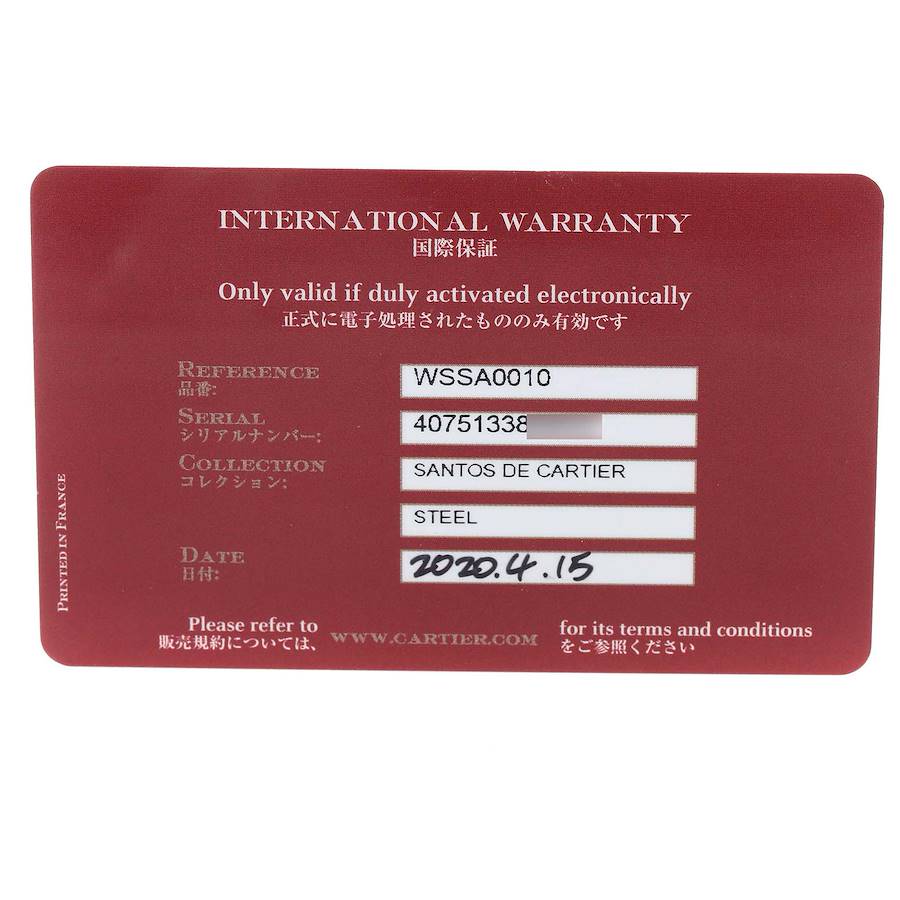 INTERNATIONAL WARRANTY
国際保証
Only valid if duly activated electronically
正式に電子処理されたもののみ有効です
REFERENCE WSSA0010
品番:
SERIAL 40751338
シリアルナンバー:
COLLECTION SANTOS DE CARTIER
コレクション:
STEEL
DATE 2020.4.15
日付:
PRINTED IN FRANCE
Please refer to WWW.CARTIER.COM for its terms and conditions
販売規約については、 をご参照ください